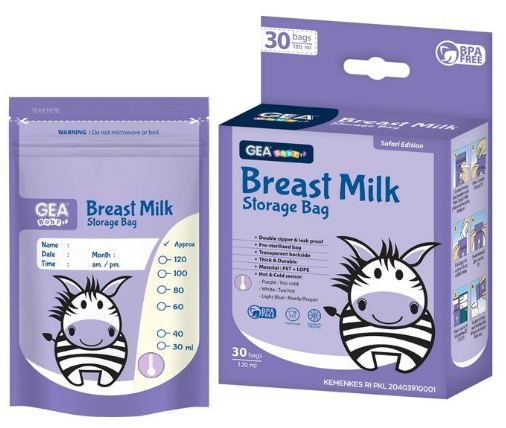 TEAR HERE
WARNING : Do not microwave or boil.
GEA
baby
Breast Milk
Storage Bag
Name :
Date : Month :
Time : am. / pm.
✓ Approx
120
100
80
60
40
30 ml
30 bags
120 ml
BPA
FREE
GEA baby
Safari Edition
Breast Milk
Storage Bag
• Double zipper & leak proof
• Pre-sterilized bag
• Transparent backside
• Thick & Durable
• Material : PET + LDPE
• Hot & Cold sensor:
- Purple : Too cold
- White : Too hot
- Light Blue : Ready/Proper
BPA
FREE
30 bags
120 ml
KEMENKES RI PKL 20403910001